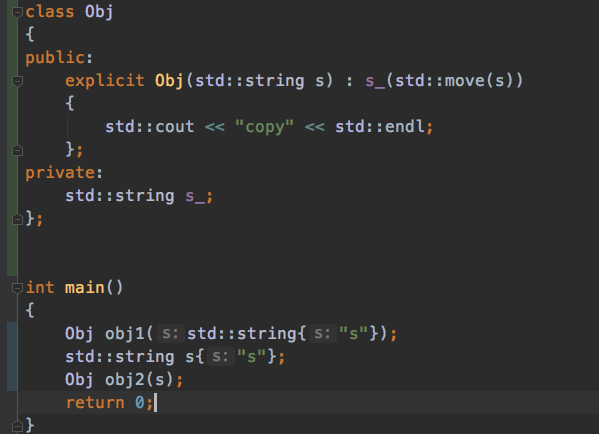 class Obj
{
public:
    explicit Obj(std::string s) : s_(std::move(s))
    {
        std::cout << "copy" << std::endl;
    };
private:
    std::string s_;
};
int main()
{
    Obj obj1( s: std::string{ s: "s"});
    std::string s{ s: "s"};
    Obj obj2(s);
    return 0;
}